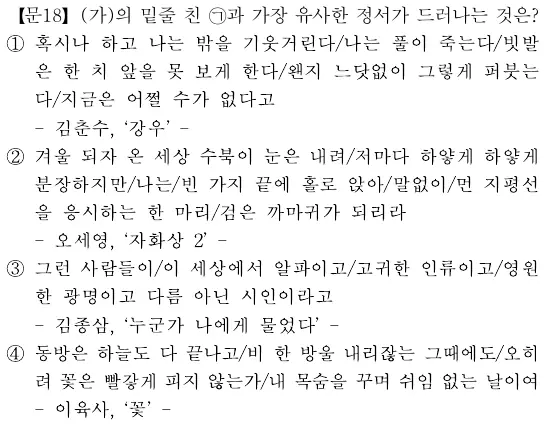 【문18】 (가)의 밑줄 친 ㉠과 가장 유사한 정서가 드러나는 것은?
① 혹시나 하고 나는 밖을 기웃거린다/나는 풀이 죽는다/빗발
은 한 치 앞을 못 보게 한다/왠지 느닷없이 그렇게 퍼붓는
다/지금은 어쩔 수가 없다고
- 김춘수, ‘강우’ -
② 겨울 되자 온 세상 수북이 눈은 내려/저마다 하얗게 하얗게
분장하지만/나는/빈 가지 끝에 홀로 앉아/말없이/먼 지평선
을 응시하는 한 마리/검은 까마귀가 되리라
- 오세영, ‘자화상 2’ -
③ 그런 사람들이/이 세상에서 알파이고/고귀한 인류이고/영원
한 광명이고 다름 아닌 시인이라고
- 김종삼, ‘누군가 나에게 물었다’ -
④ 동방은 하늘도 다 끝나고/비 한 방울 내리잖는 그때에도/오히
려 꽃은 빨갛게 피지 않는가/내 목숨을 꾸며 쉬임 없는 날이여
- 이육사, ‘꽃’ -